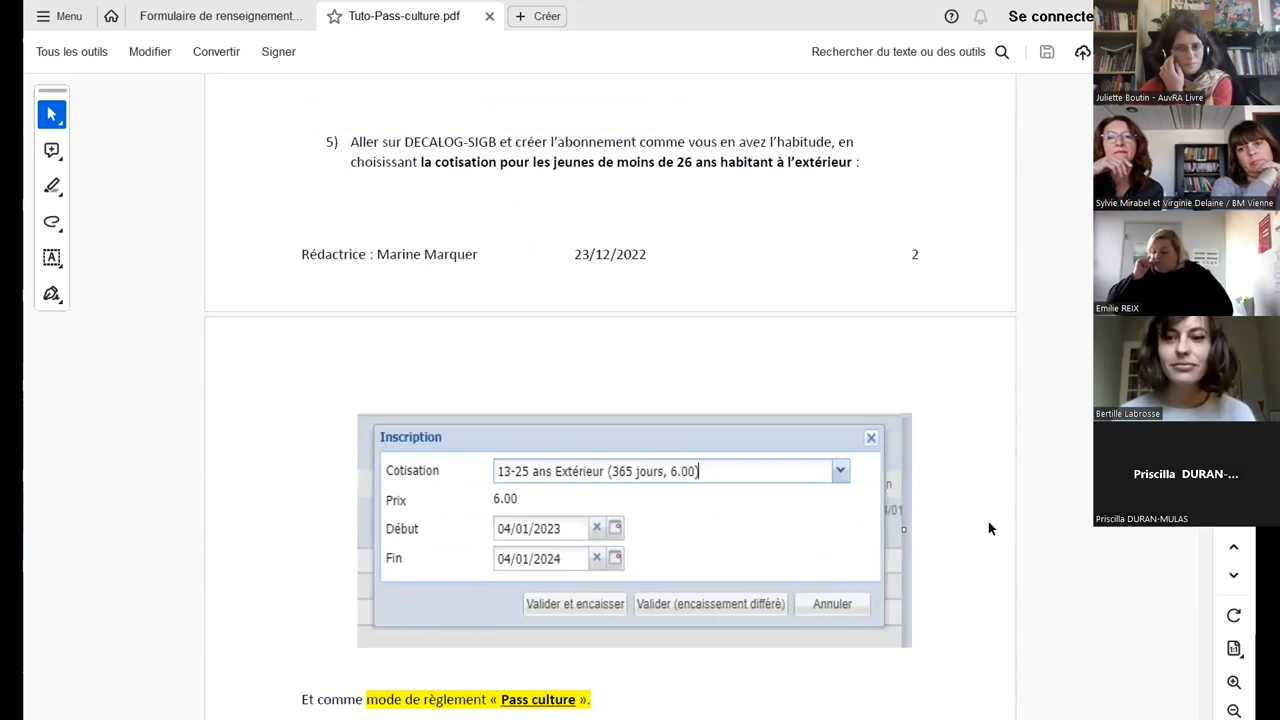 Menu
Formulaire de renseignement...
Tuto-Pass-culture.pdf
Créer
Se connecte
Tous les outils
Modifier
Convertir
Signer
Rechercher du texte ou des outils
Juliette Boutin - AuvRA Livre
5) Aller sur DECALOG-SIGB et créer l'abonnement comme vous en avez l'habitude, en
choisissant la cotisation pour les jeunes de moins de 26 ans habitant à l'extérieur :
Sylvie Mirabel et Virginie Delaine / BM Vienne
Rédactrice : Marine Marquer 23/12/2022 2
Emilie REIX
Bertille Labrosse
Inscription
Cotisation 13-25 ans Extérieur (365 jours, 6.00)
Prix 6.00
Début 04/01/2023
Fin 04/01/2024
Valider et encaisser
Valider (encaissement différé)
Annuler
Priscilla DURAN-...
Priscilla DURAN-MULAS
Et comme mode de règlement « Pass culture ».